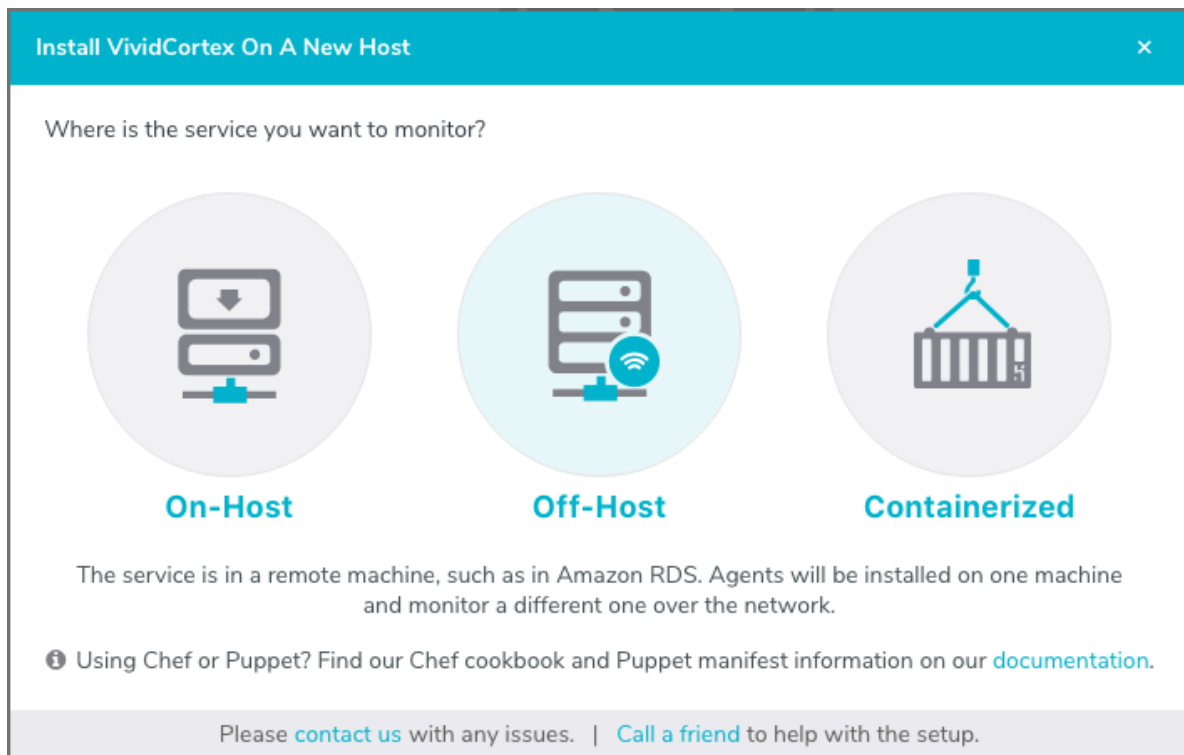 Install VividCortex On A New Host ×
Where is the service you want to monitor?
On-Host
Off-Host
Containerized
The service is in a remote machine, such as in Amazon RDS. Agents will be installed on one machine
and monitor a different one over the network.
Using Chef or Puppet? Find our Chef cookbook and Puppet manifest information on our documentation.
Please contact us with any issues. | Call a friend to help with the setup.